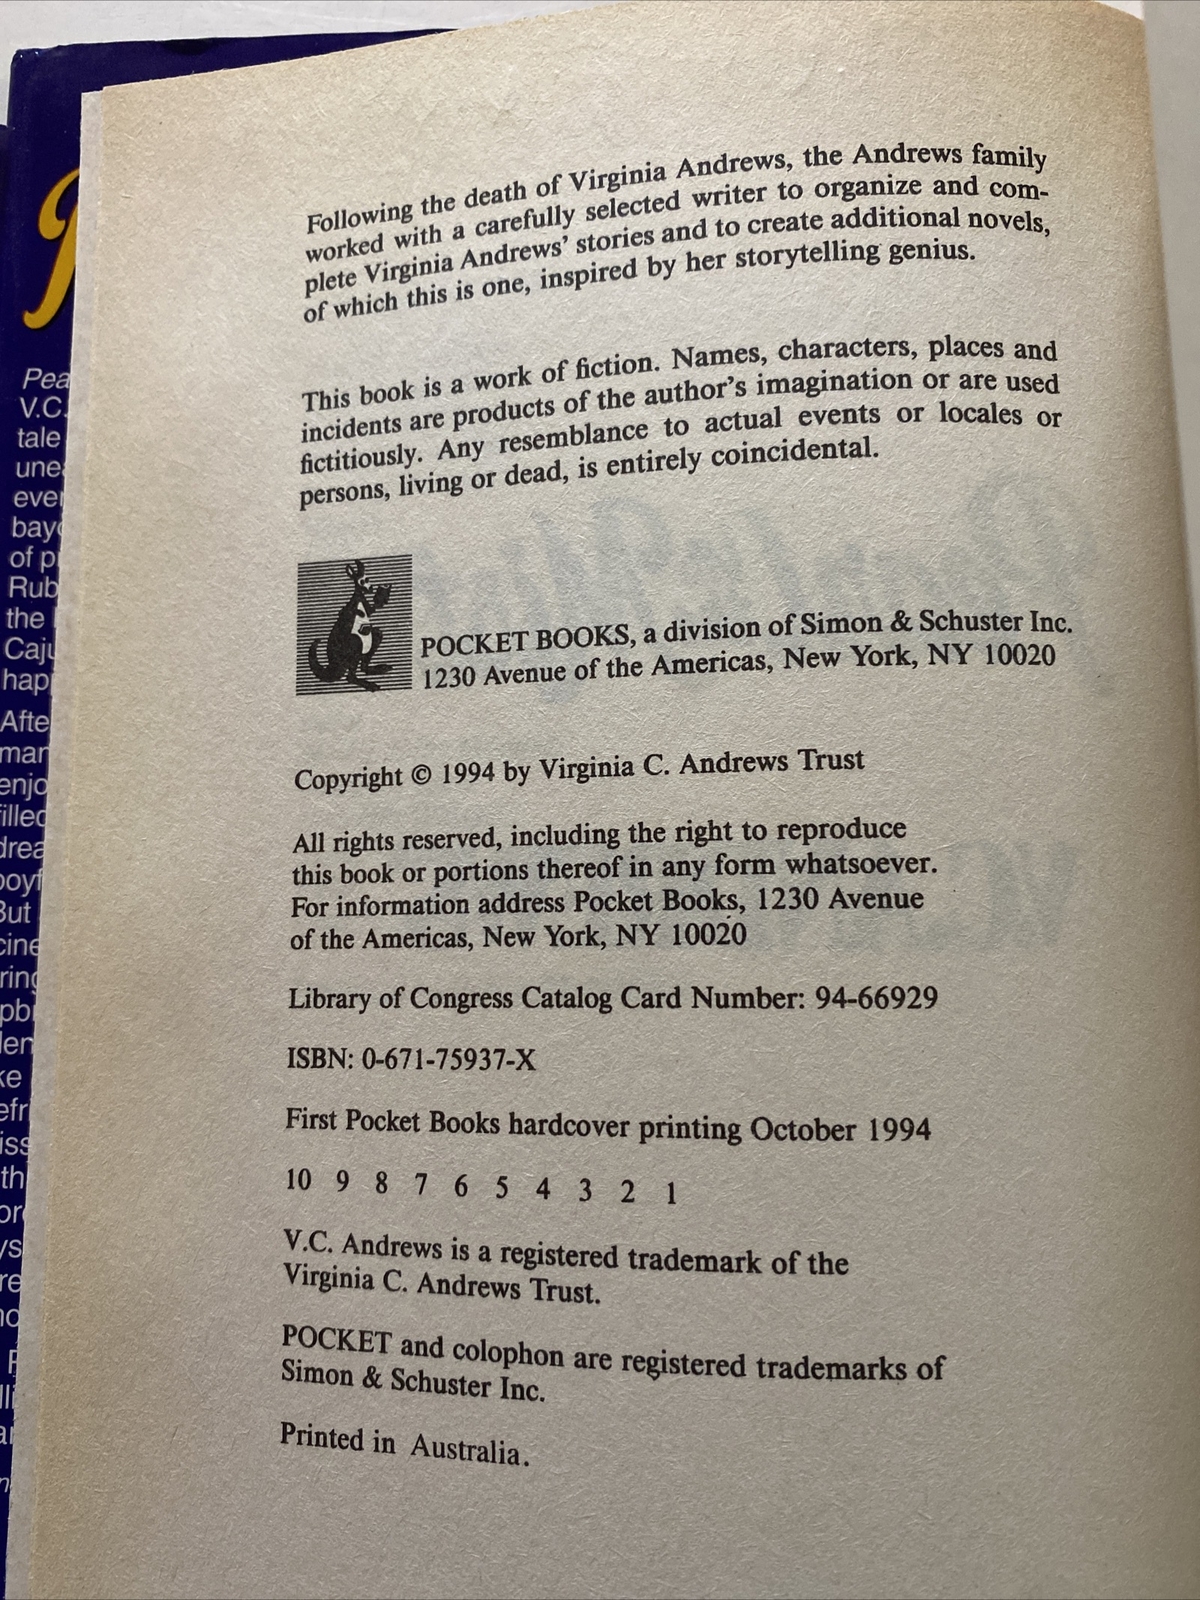 Following the death of Virginia Andrews, the Andrews family
worked with a carefully selected writer to organize and com-
plete Virginia Andrews' stories and to create additional novels,
of which this is one, inspired by her storytelling genius.
This book is a work of fiction. Names, characters, places and
incidents are products of the author's imagination or are used
fictitiously. Any resemblance to actual events or locales or
persons, living or dead, is entirely coincidental.
POCKET BOOKS, a division of Simon & Schuster Inc.
1230 Avenue of the Americas, New York, NY 10020
Copyright © 1994 by Virginia C. Andrews Trust
All rights reserved, including the right to reproduce
this book or portions thereof in any form whatsoever.
For information address Pocket Books, 1230 Avenue
of the Americas, New York, NY 10020
Library of Congress Catalog Card Number: 94-66929
ISBN: 0-671-75937-X
First Pocket Books hardcover printing October 1994
10 9 8 7 6 5 4 3 2 1
V.C. Andrews is a registered trademark of the
Virginia C. Andrews Trust.
POCKET and colophon are registered trademarks of
Simon & Schuster Inc.
Printed in Australia.
V.C.
tale
of
the